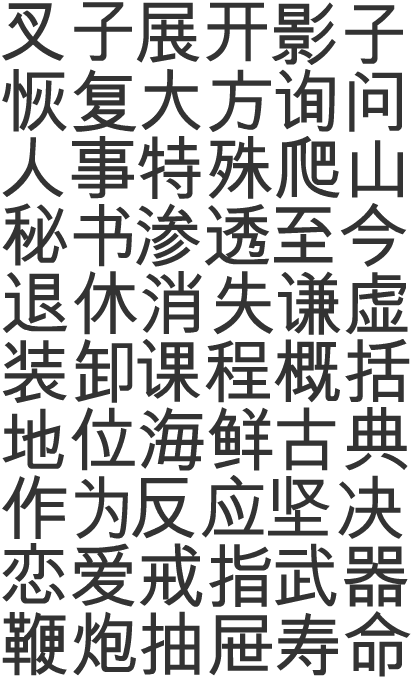 叉子展开影子
恢复大方询问
人事特殊爬山
秘书渗透至今
退休消失谦虚
装卸课程概括
地位海鲜古典
作为反应坚决
恋爱戒指武器
鞭炮抽屉寿命